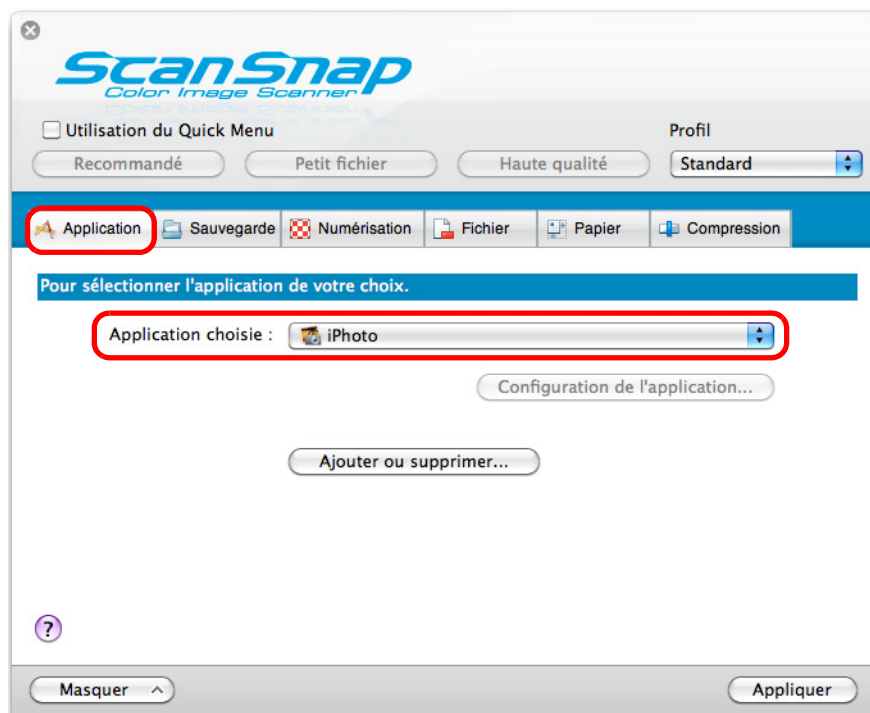 ScanSnap
Color Image Scanner
Utilisation du Quick Menu
Profil
Recommandé
Petit fichier
Haute qualité
Standard
Application
Sauvegarde
Numérisation
Fichier
Papier
Compression
Pour sélectionner l'application de votre choix.
Application choisie :
iPhoto
Configuration de l'application...
Ajouter ou supprimer...
?
Masquer
Appliquer